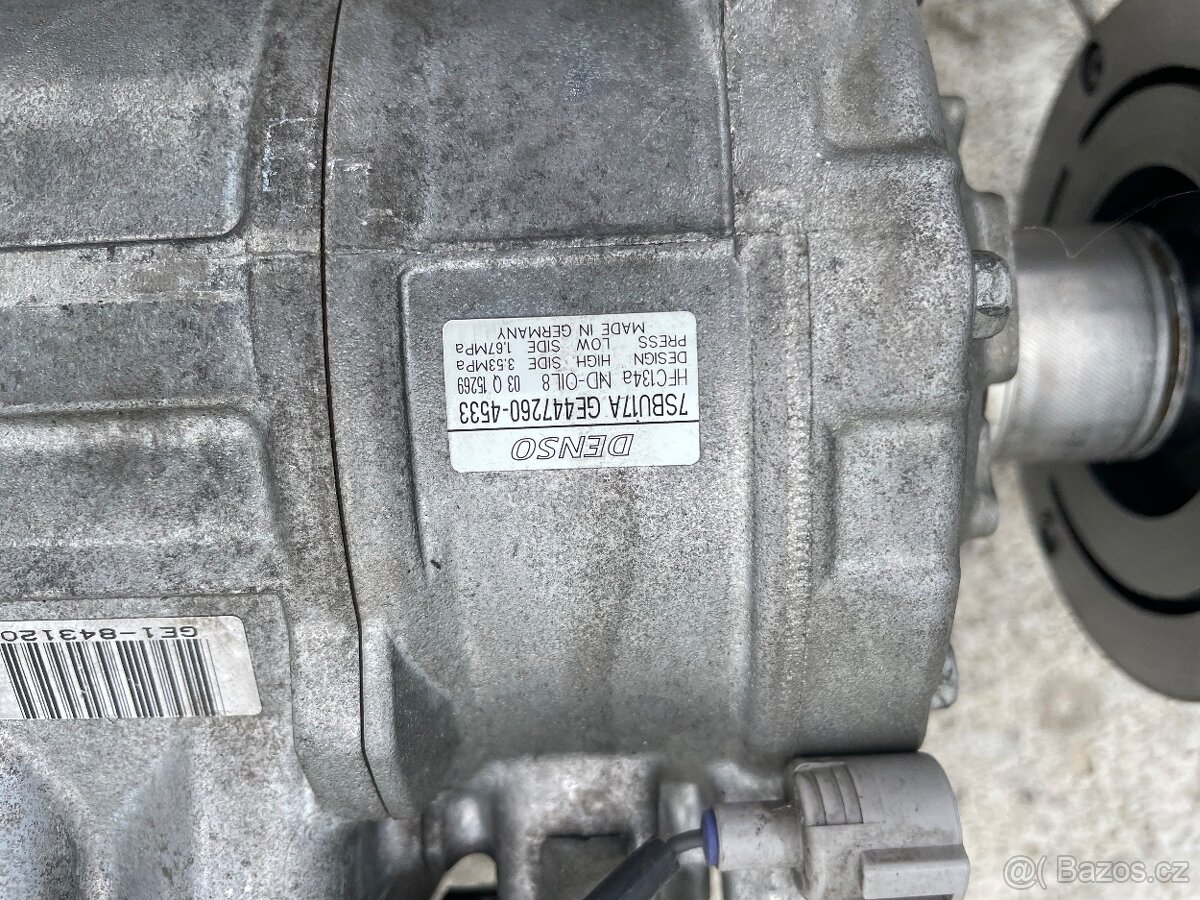 DENSO
7SBU17A GE447260-4533
HFC134a ND-OIL8 03 Q 15269
DESIGN HIGH SIDE 3.53MPa
PRESS LOW SIDE 1.67MPa
MADE IN GERMANY
GE1-843120
@( Bazos.cz